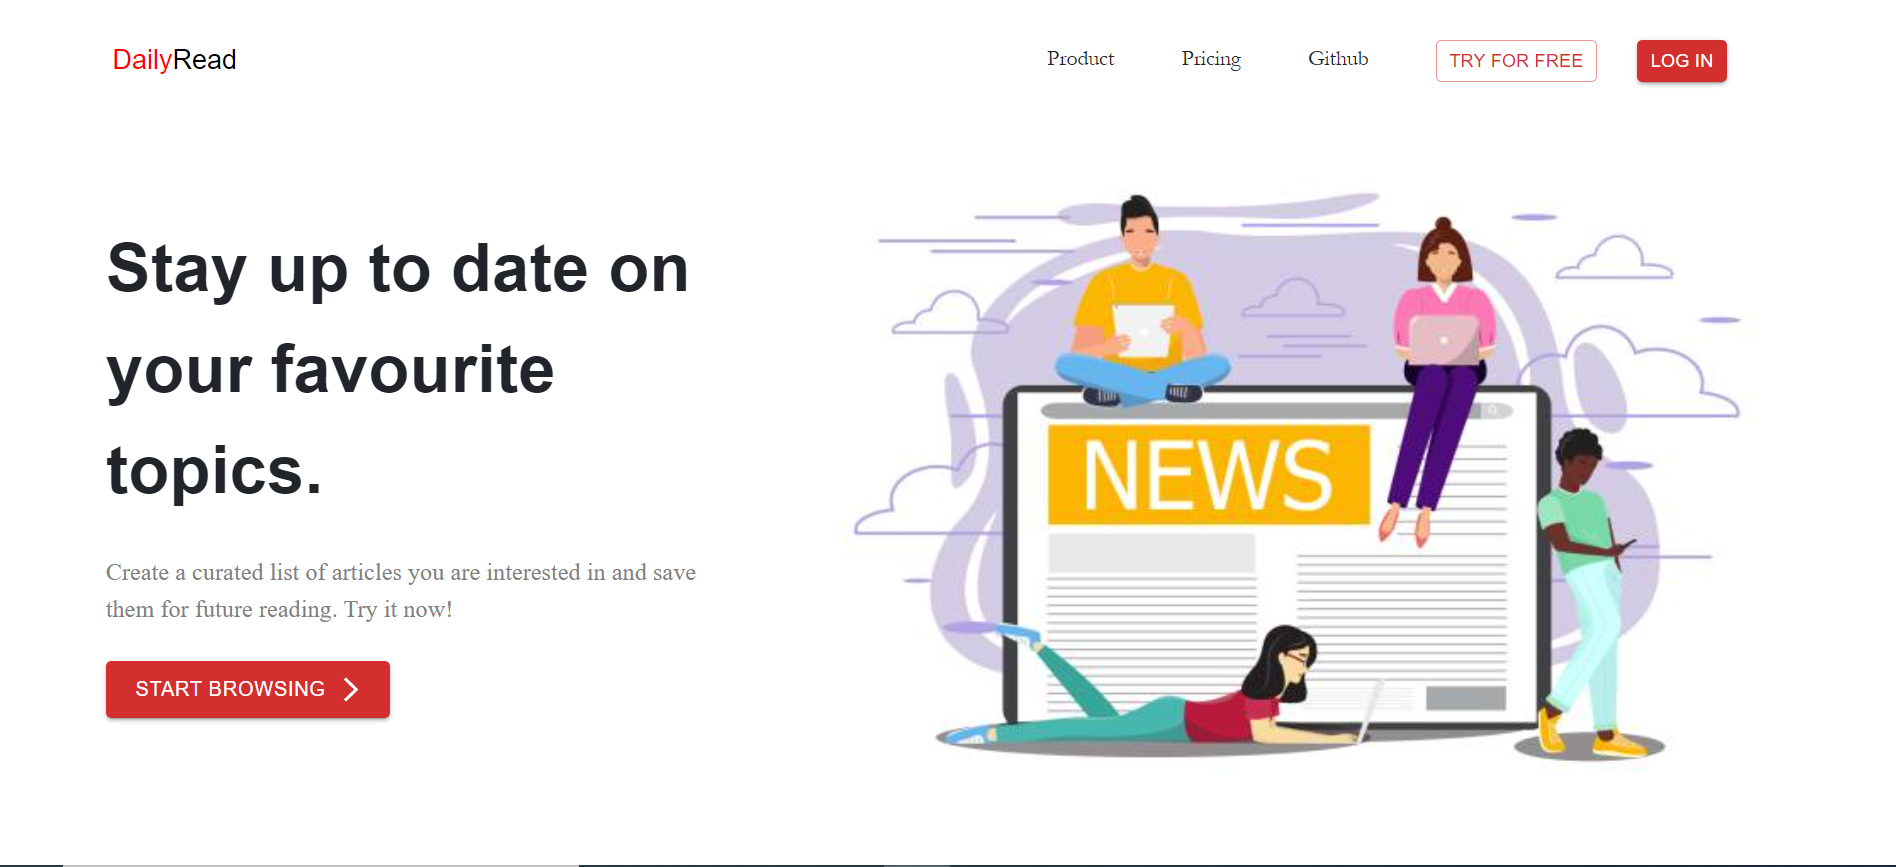 DailyRead
Product
Pricing
Github
TRY FOR FREE
LOG IN
Stay up to date on
your favourite
topics.
Create a curated list of articles you are interested in and save
them for future reading. Try it now!
START BROWSING
NEWS